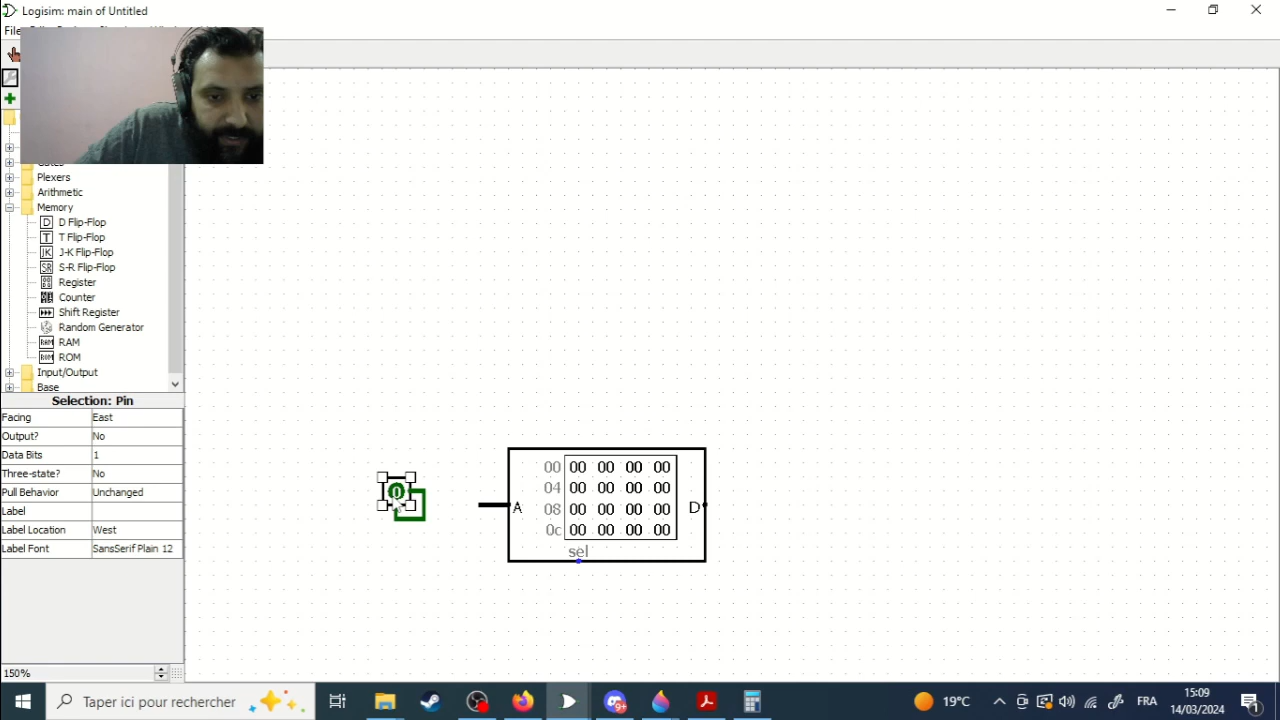 Logisim: main of Untitled
Plexers
Arithmetic
Memory
D Flip-Flop
T Flip-Flop
J-K Flip-Flop
S-R Flip-Flop
Register
Counter
Shift Register
Random Generator
RAM
ROM
Input/Output
Base
Selection: Pin
Facing East
Output? No
Data Bits 1
Three-state? No
Pull Behavior Unchanged
Label
Label Location West
Label Font SansSerif Plain 12
150%
0
00 00 00 00 00
04 00 00 00 00
A 08 00 00 00 00 D
0c 00 00 00 00
sel
Taper ici pour rechercher
9+
19°C
FRA
15:09
14/03/2024
1